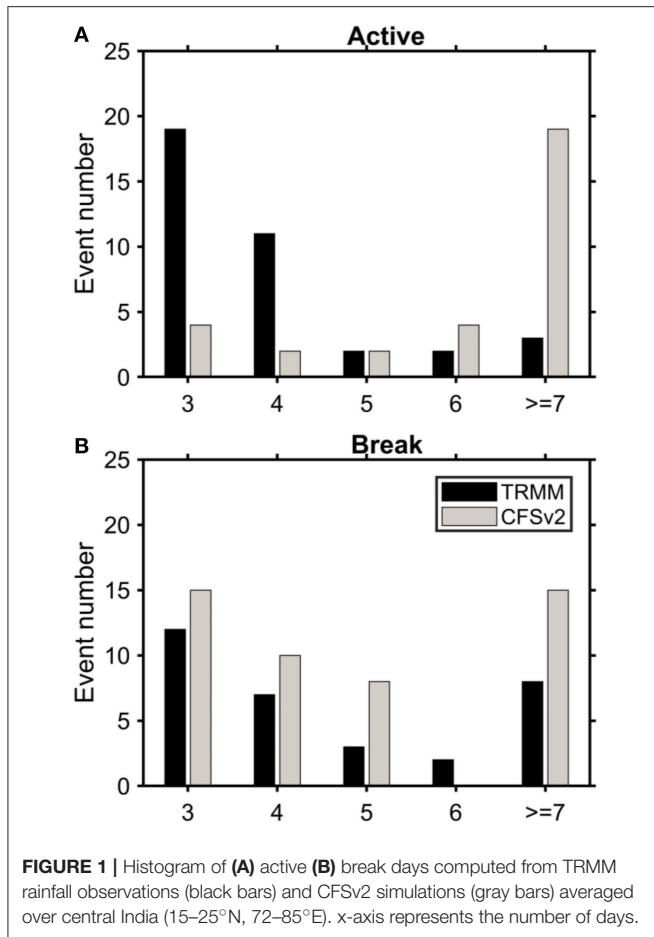 A
Active
25
20
15
10
5
0
Event number
3 4 5 6 >=7
B
Break
25
20
15
10
5
0
Event number
TRMM
CFSv2
3 4 5 6 >=7
FIGURE 1 | Histogram of (A) active (B) break days computed from TRMM
rainfall observations (black bars) and CFSv2 simulations (gray bars) averaged
over central India (15–25°N, 72–85°E). x-axis represents the number of days.